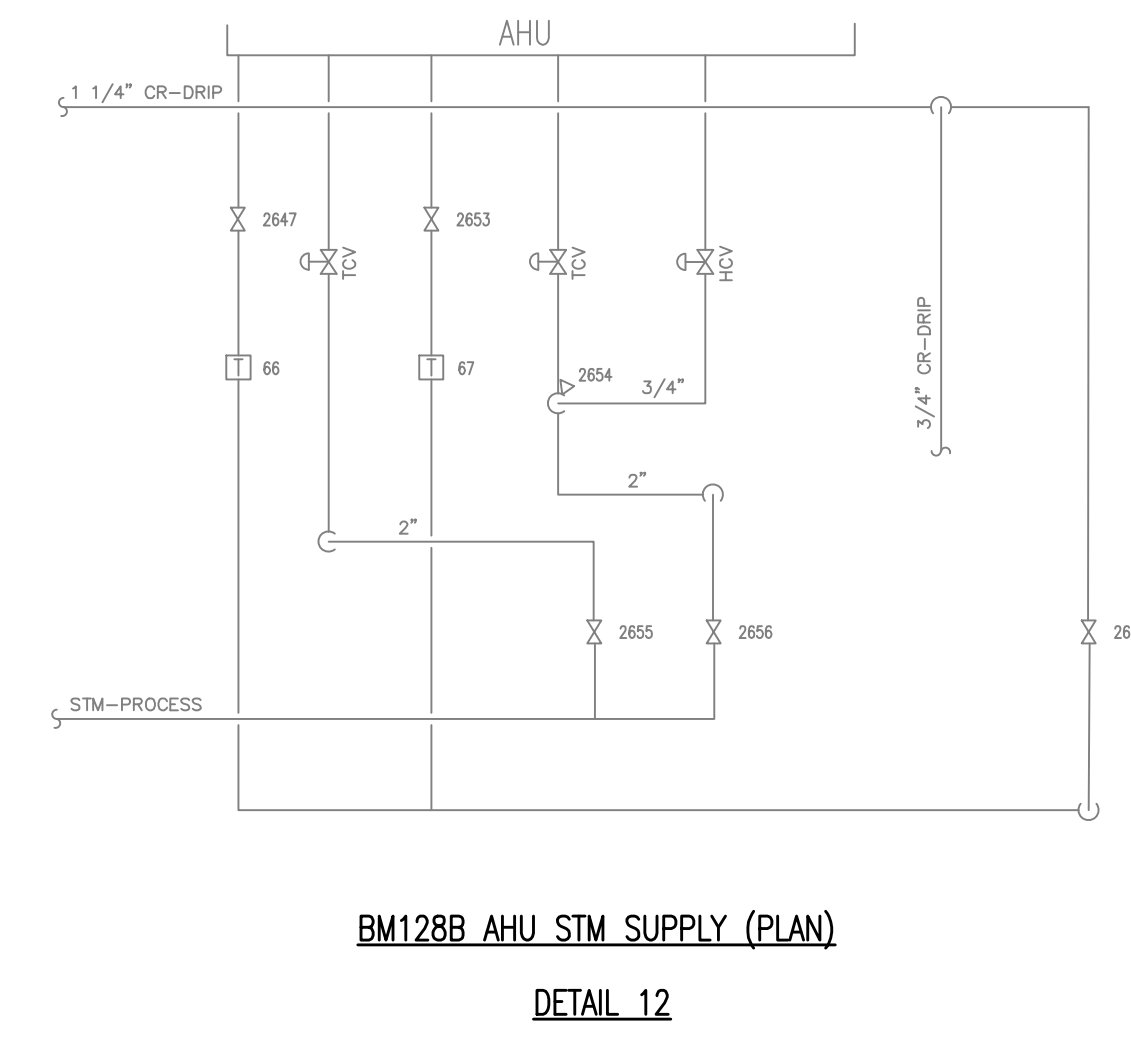 AHU
1 1/4” CR-DRIP
2647
2653
TCV
TCV
HCV
3/4” CR-DRIP
T 66
T 67
2654
3/4”
2”
2”
2655
2656
26
STM-PROCESS
BM128B AHU STM SUPPLY (PLAN)
DETAIL 12